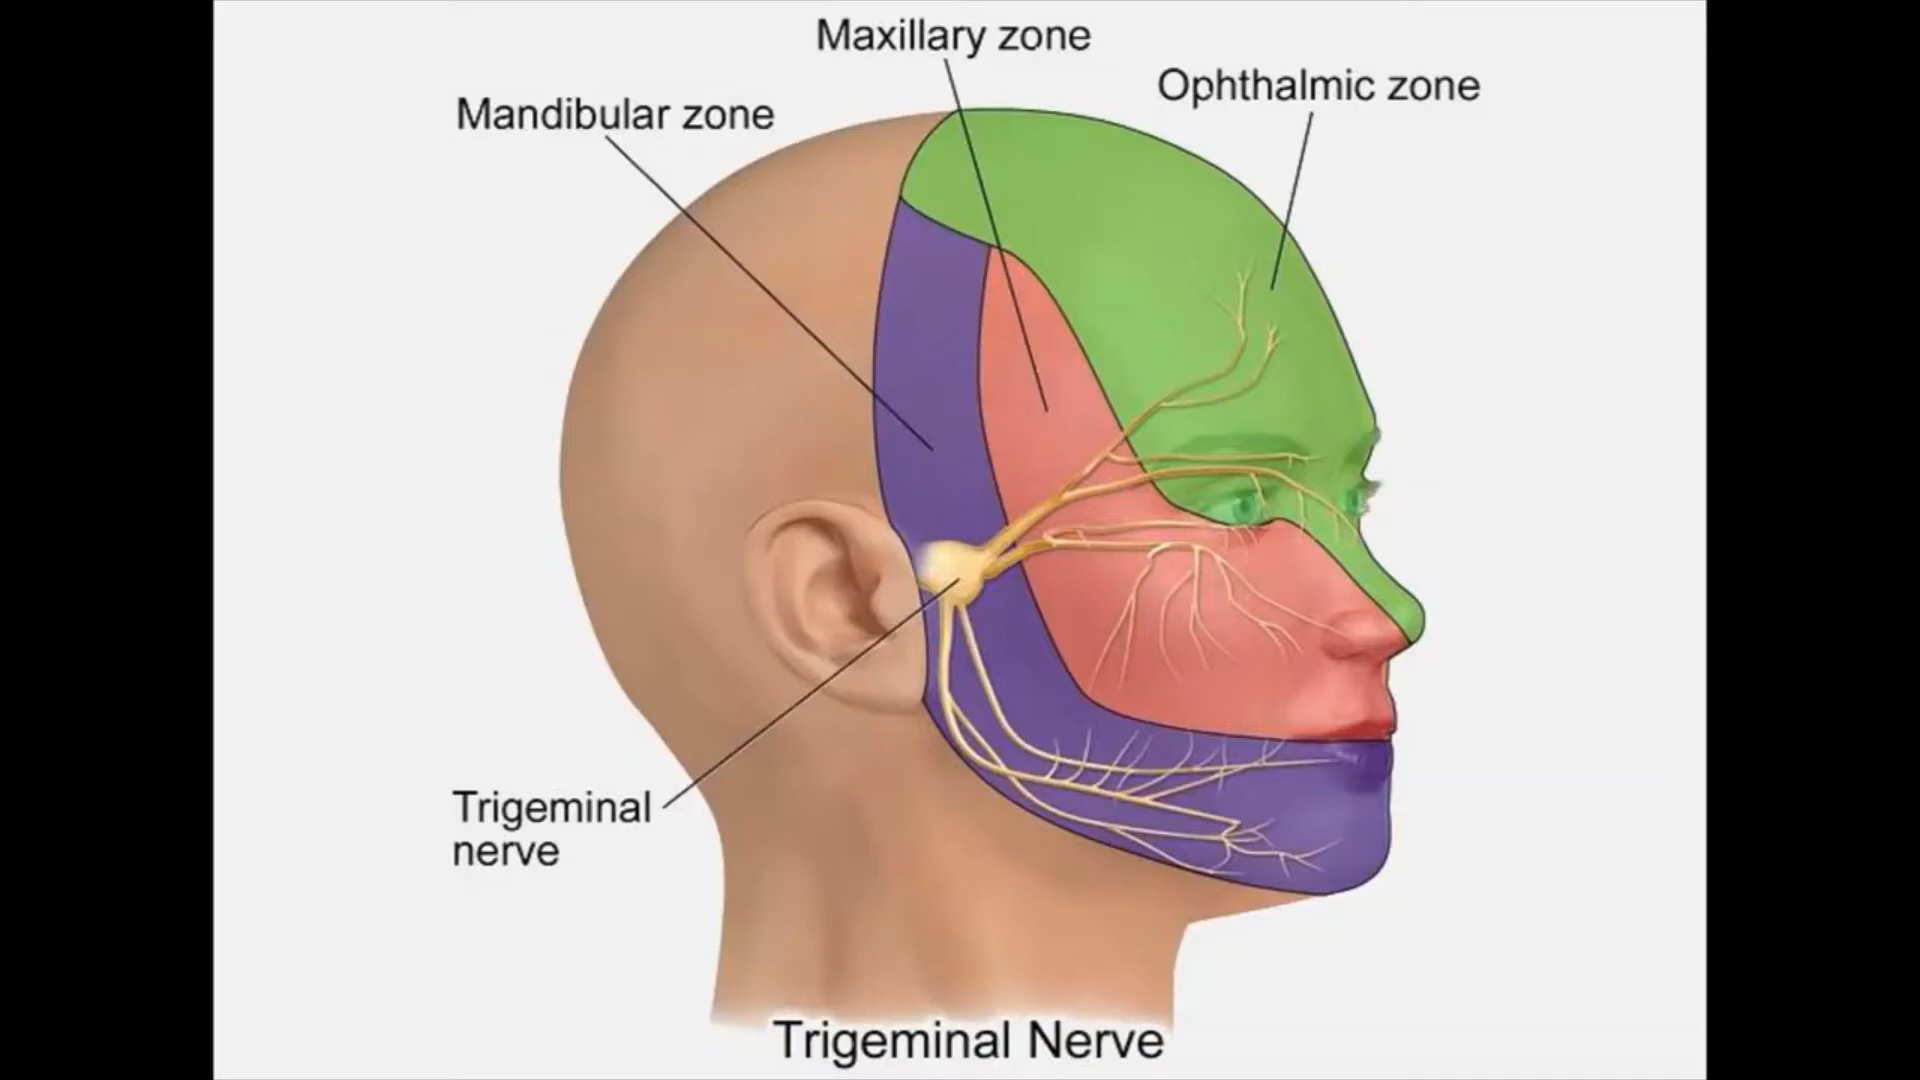 Maxillary zone
Ophthalmic zone
Mandibular zone
Trigeminal
nerve
Trigeminal Nerve